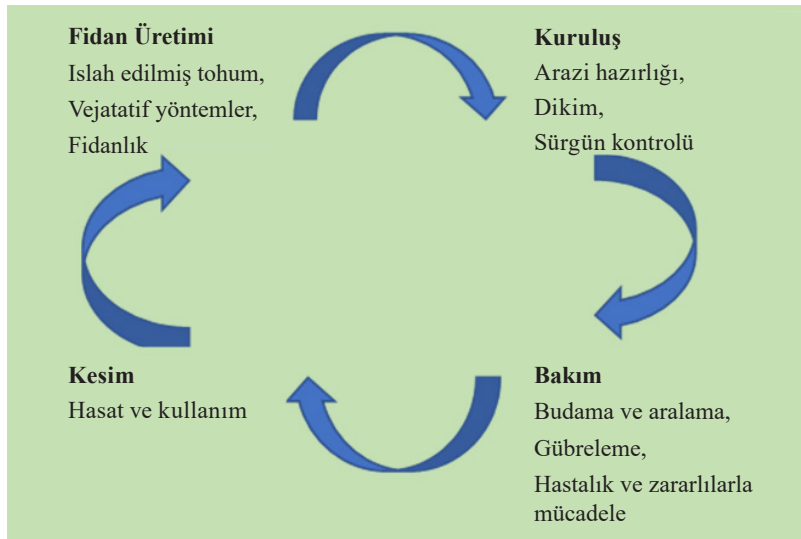 Fidan Üretimi
Islah edilmiş tohum,
Vejatatif yöntemler,
Fidanlık
Kuruluş
Arazi hazırlığı,
Dikim,
Sürgün kontrolü
Kesim
Hasat ve kullanım
Bakım
Budama ve aralama,
Gübreleme,
Hastalık ve zararlılarla
mücadele